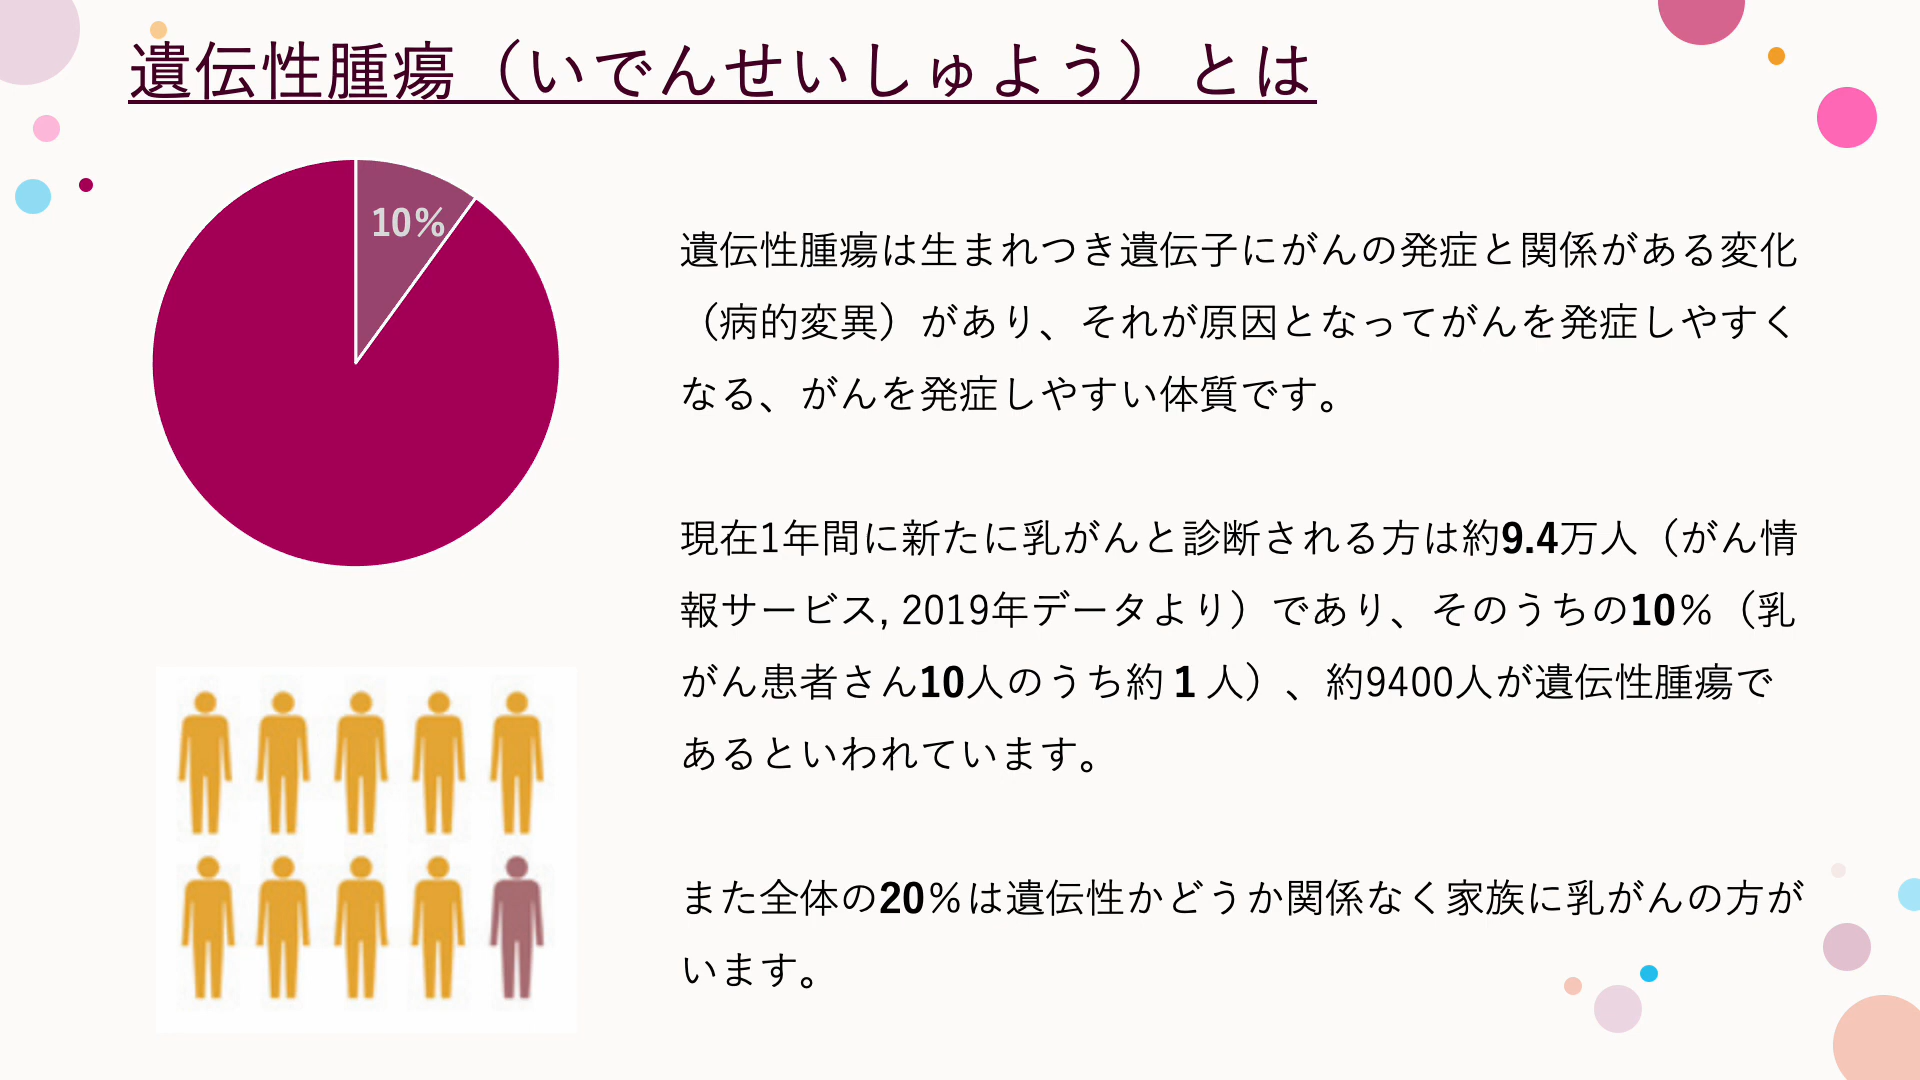 遺伝性腫瘍（いでんせいしゅよう）とは
10%
遺伝性腫瘍は生まれつき遺伝子にがんの発症と関係がある変化
（病的変異）があり、それが原因となってがんを発症しやすく
なる、がんを発症しやすい体質です。
現在1年間に新たに乳がんと診断される方は約9.4万人（がん情
報サービス, 2019年データより）であり、そのうちの10％（乳
がん患者さん10人のうち約１人）、約9400人が遺伝性腫瘍で
あるといわれています。
また全体の20％は遺伝性かどうか関係なく家族に乳がんの方が
います。